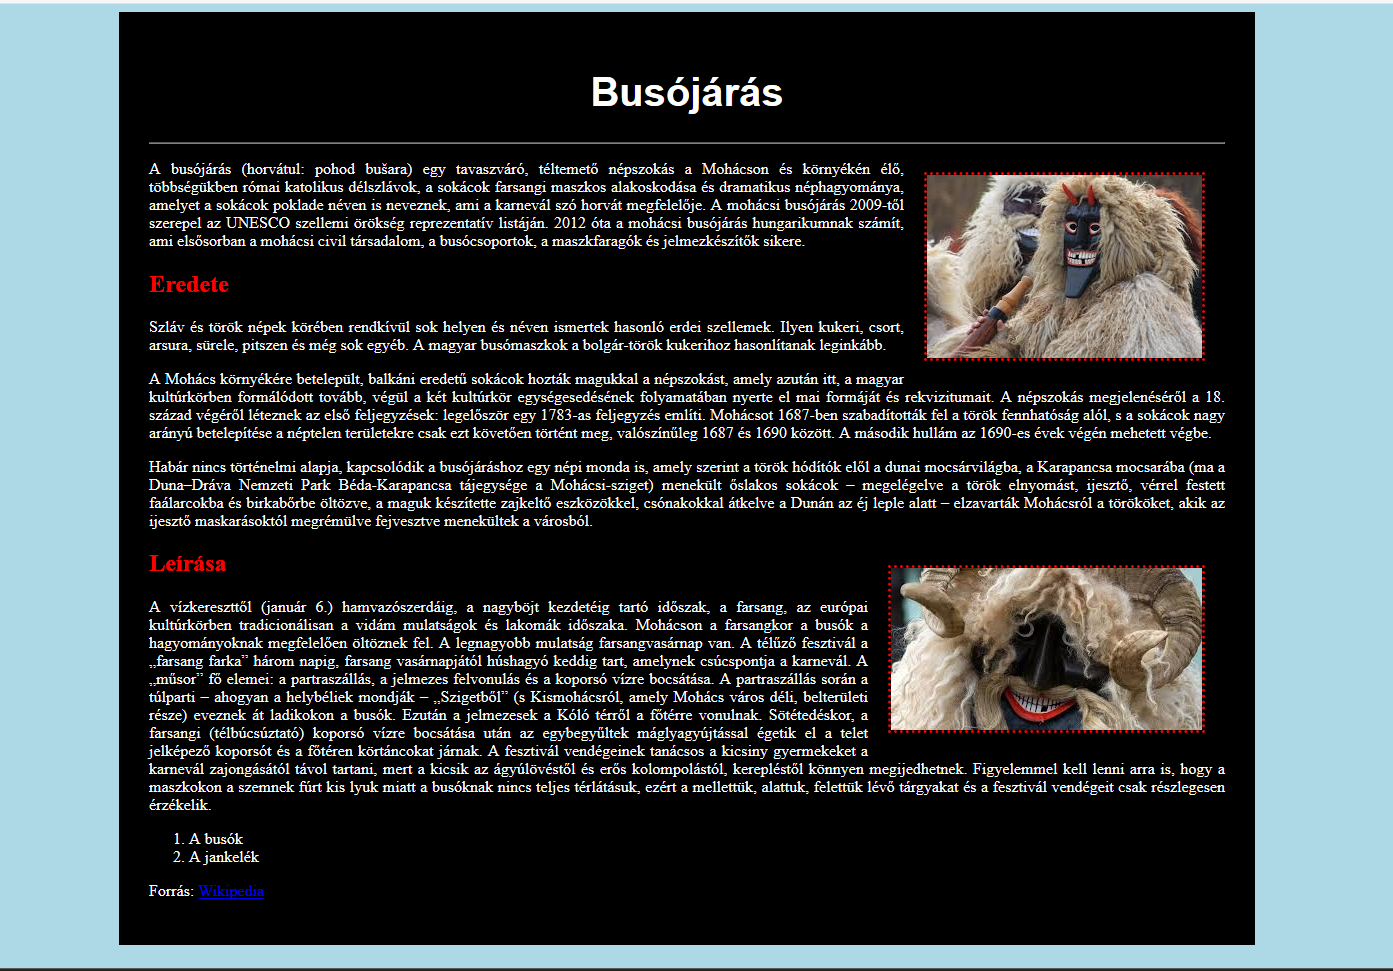 Busójárás
A busójárás (horvátul: pohod bušara) egy tavaszváró, téltemető népszokás a Mohácson és környékén élő,
többségükben római katolikus délszlávok, a sokácok farsangi maszkos alakoskodása és dramatikus néphagyománya,
amelyet a sokácok poklade néven is neveznek, ami a karnevál szó horvát megfelelője. A mohácsi busójárás 2009-től
szerepel az UNESCO szellemi örökség reprezentatív listáján. 2012 óta a mohácsi busójárás hungarikumnak számít,
ami elsősorban a mohácsi civil társadalom, a busócsoportok, a maszkfaragók és jelmezkészítők sikere.
Eredete
Szláv és török népek körében rendkívül sok helyen és néven ismertek hasonló erdei szellemek. Ilyen kukeri, csort,
arsura, sürele, pitszen és még sok egyéb. A magyar busómaszkok a bolgár-török kukerihoz hasonlítanak leginkább.
A Mohács környékére betelepült, balkáni eredetű sokácok hozták magukkal a népszokást, amely azután itt, a magyar
kultúrkörben formálódott tovább, végül a két kultúrkör egységesedésének folyamatában nyerte el mai formáját és rekvizitumait. A népszokás megjelenéséről a 18.
század végéről léteznek az első feljegyzések: legelőször egy 1783-as feljegyzés említi. Mohácsot 1687-ben szabadították fel a török fennhatóság alól, s a sokácok nagy
arányú betelepítése a néptelen területekre csak ezt követően történt meg, valószínűleg 1687 és 1690 között. A második hullám az 1690-es évek végén mehetett végbe.
Habár nincs történelmi alapja, kapcsolódik a busójáráshoz egy népi monda is, amely szerint a török hódítók elől a dunai mocsárvilágba, a Karapancsa mocsarába (ma a
Duna–Dráva Nemzeti Park Béda-Karapancsa tájegysége a Mohácsi-sziget) menekült őslakos sokácok – megelégelve a török elnyomást, ijesztő, vérrel festett
faálarcokba és birkabőrbe öltözve, a maguk készítette zajkeltő eszközökkel, csónakokkal átkelve a Dunán az éj leple alatt – elzavarták Mohácsról a törököket, akik az
ijesztő maskarásoktól megrémülve fejvesztve menekültek a városból.
Leírása
A vízkereszttől (január 6.) hamvazószerdáig, a nagyböjt kezdetéig tartó időszak, a farsang, az európai
kultúrkörben tradicionálisan a vidám mulatságok és lakomák időszaka. Mohácson a farsangkor a busók a
hagyományoknak megfelelően öltöznek fel. A legnagyobb mulatság farsangvasárnap van. A télűző fesztivál a
„farsang farka” három napig, farsang vasárnapjától húshagyó keddig tart, amelynek csúcspontja a karnevál. A
„műsor” fő elemei: a partraszállás, a jelmezes felvonulás és a koporsó vízre bocsátása. A partraszállás során a
túlparti – ahogyan a helybéliek mondják – „Szigetből” (s Kismohácsról, amely Mohács város déli, belterületi
része) eveznek át ladikokon a busók. Ezután a jelmezesek a Kóló térről a főtérre vonulnak. Sötétedéskor, a
farsangi (télbúcsúztató) koporsó vízre bocsátása után az egybegyűltek máglyagyújtással égetik el a telet
jelképező koporsót és a főtéren körtáncokat járnak. A fesztivál vendégeinek tanácsos a kicsiny gyermekeket a
karnevál zajongásától távol tartani, mert a kicsik az ágyúlövéstől és erős kolompolástól, kerepléstől könnyen megijedhetnek. Figyelemmel kell lenni arra is, hogy a
maszkokon a szemnek fúrt kis lyuk miatt a busóknak nincs teljes térlátásuk, ezért a mellettük, alattuk, felettük lévő tárgyakat és a fesztivál vendégeit csak részlegesen
érzékelik.
1. A busók
2. A jankelék
Forrás: Wikipedia